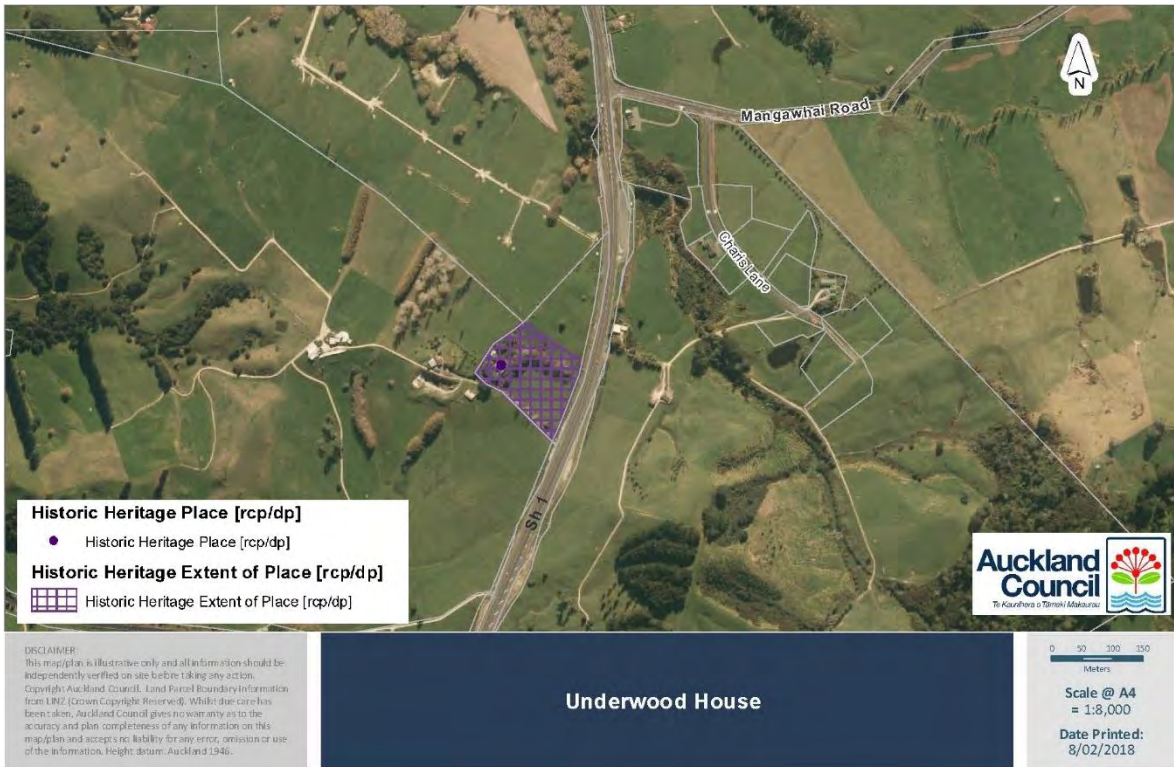 N
Mangawhai Road
Charis Lane
Sh 1
Historic Heritage Place [rcp/dp]
Historic Heritage Place [rcp/dp]
Historic Heritage Extent of Place [rcp/dp]
Historic Heritage Extent of Place [rcp/dp]
Auckland
Council
Te Kaunihera o Tāmaki Makaurau
DISCLAIMER
This map/plan is illustrative only and all information should be
independently verified on site before taking any action.
Copyright Auckland Council. Land Parcel Boundary Information
from LINZ (Crown Copyright Reserved). Whilst due care has
been taken, Auckland Council gives no warranty as to the
accuracy and plan completeness of any information on this
map/plan and accepts no liability for any error, omission or use
of the information. Height datum: Auckland 1946.
Underwood House
0 50 100 150
Meters
Scale @ A4
= 1:8,000
Date Printed:
8/02/2018